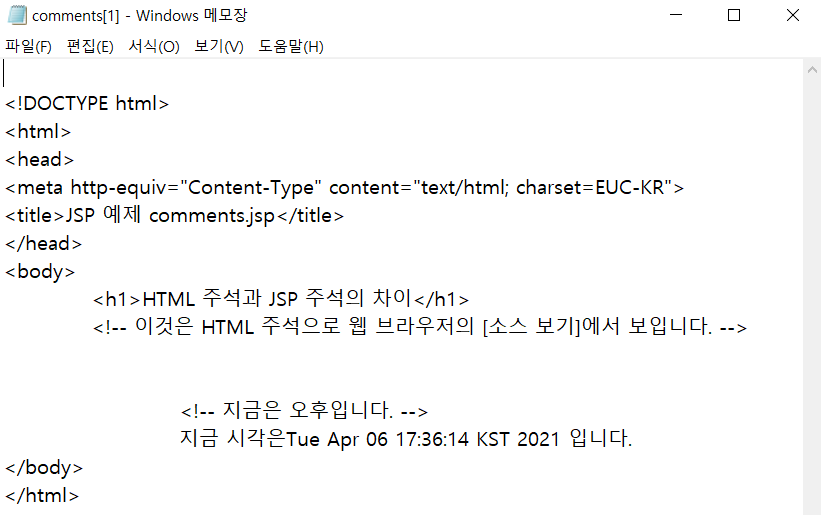 comments[1] - Windows 메모장
파일(F) 편집(E) 서식(O) 보기(V) 도움말(H)
<!DOCTYPE html>
<html>
<head>
<meta http-equiv="Content-Type" content="text/html; charset=EUC-KR">
<title>JSP 예제 comments.jsp</title>
</head>
<body>
<h1>HTML 주석과 JSP 주석의 차이</h1>
<!-- 이것은 HTML 주석으로 웹 브라우저의 [소스 보기]에서 보입니다. -->
<!-- 지금은 오후입니다. -->
지금 시각은Tue Apr 06 17:36:14 KST 2021 입니다.
</body>
</html>